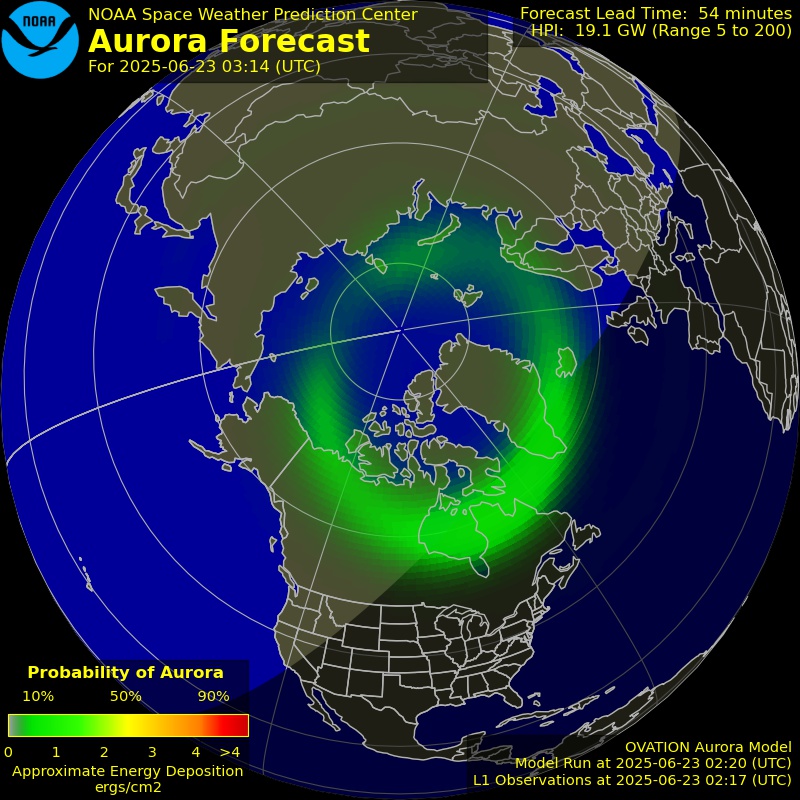 NOAA
NOAA Space Weather Prediction Center
Aurora Forecast
For 2025-06-23 03:14 (UTC)
Forecast Lead Time: 54 minutes
HPI: 19.1 GW (Range 5 to 200)
Probability of Aurora
10% 50% 90%
0 1 2 3 4 >4
Approximate Energy Deposition
ergs/cm2
OVATION Aurora Model
Model Run at 2025-06-23 02:20 (UTC)
L1 Observations at 2025-06-23 02:17 (UTC)